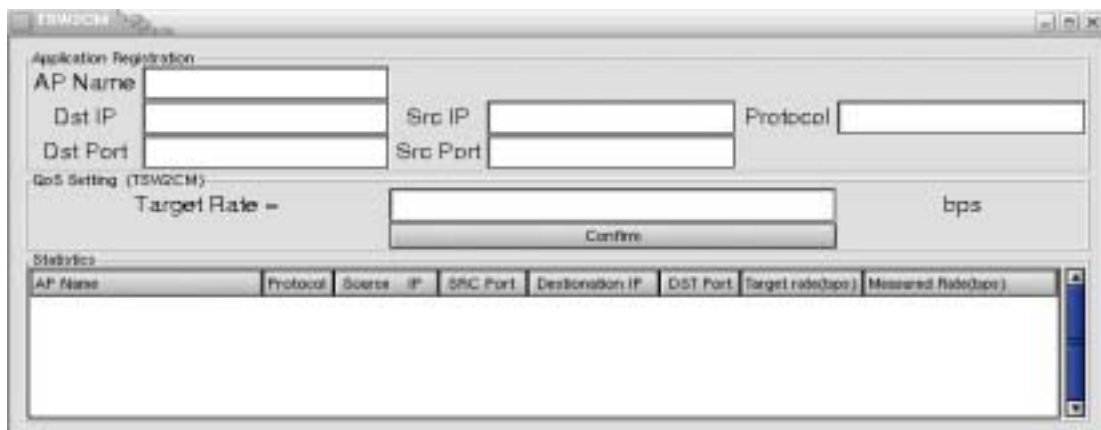 TSW2CM
Application Registration
AP Name
Dst IP Src IP Protocol
Dst Port Src Port
QoS Setting (TSW2CM)
Target Rate = bps
Confirm
Statistics
AP Name Protocol Source IP SRC Port Destionation IP DST Port Target rate(bps) Measured Rate(bps)